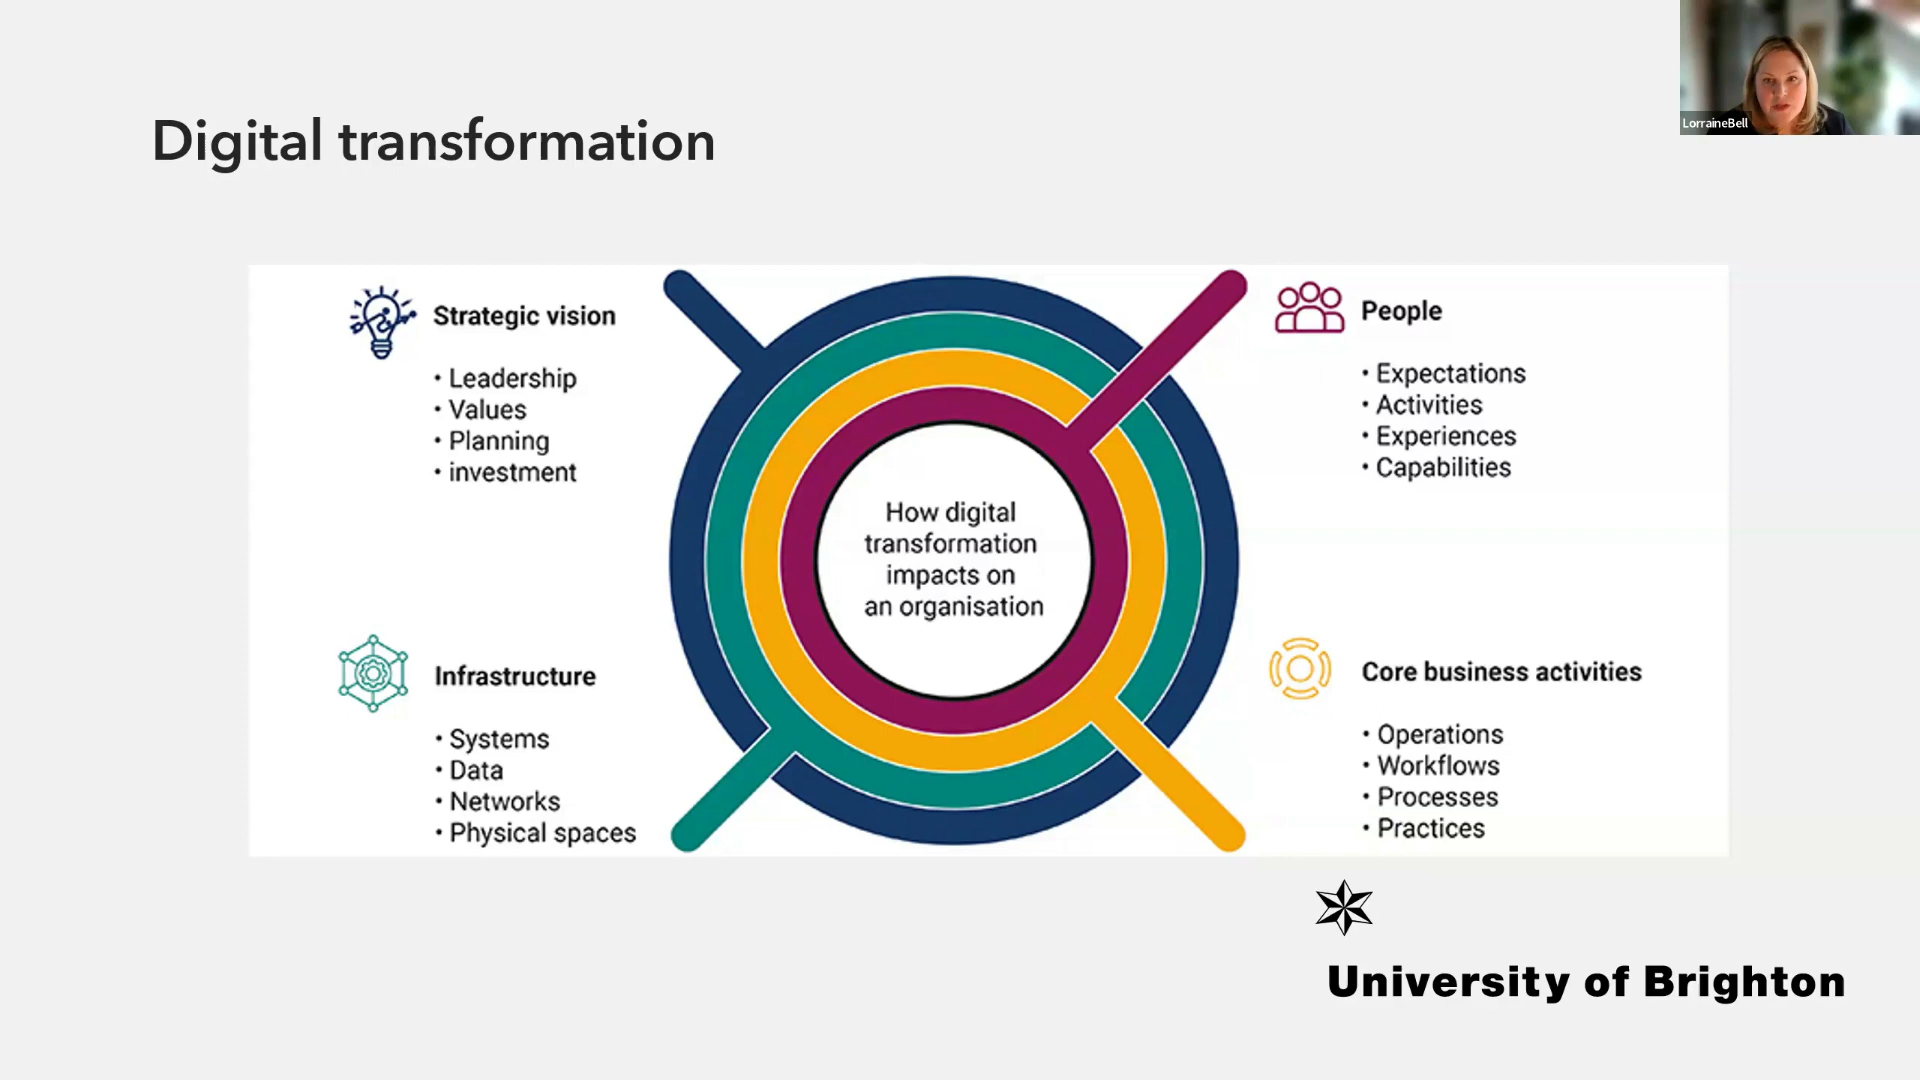 Digital transformation
LorraineBell
Strategic vision
• Leadership
• Values
• Planning
• investment
People
• Expectations
• Activities
• Experiences
• Capabilities
How digital
transformation
impacts on
an organisation
Infrastructure
• Systems
• Data
• Networks
• Physical spaces
Core business activities
• Operations
• Workflows
• Processes
• Practices
University of Brighton